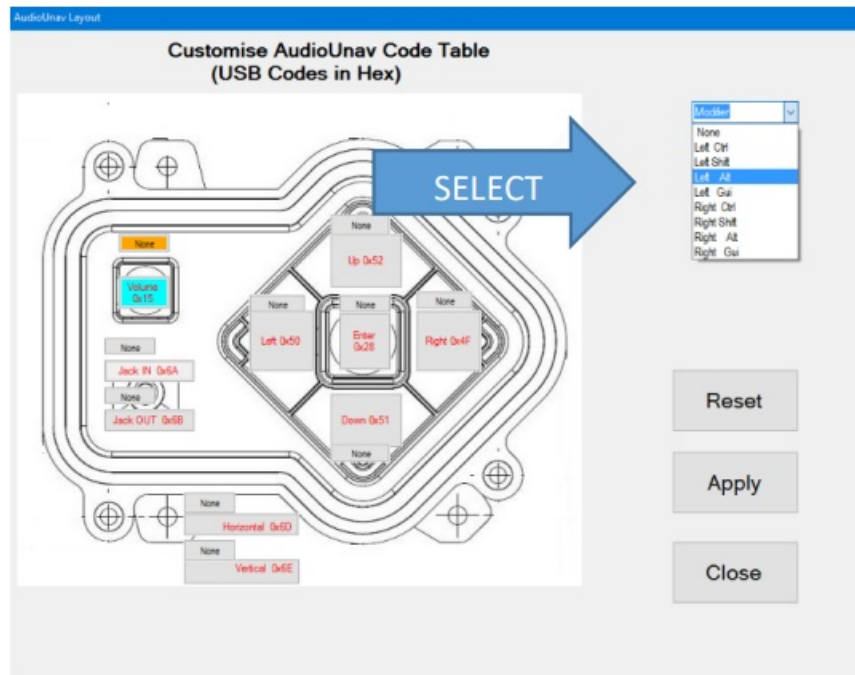 AudioUnav Layout
Customise AudioUnav Code Table
(USB Codes in Hex)
Modifier
None
Left Ctrl
Left Shift
Left Alt
Left Gui
Right Ctrl
Right Shift
Right Alt
Right Gui
SELECT
None
Volume
0x15
None
Up 0x52
None
Left 0x50
None
Enter
0x28
None
Right 0x4F
None
Jack IN 0x6A
None
Jack OUT 0x6B
Down 0x51
None
None
Horizontal 0x6D
None
Vertical 0x6E
Reset
Apply
Close